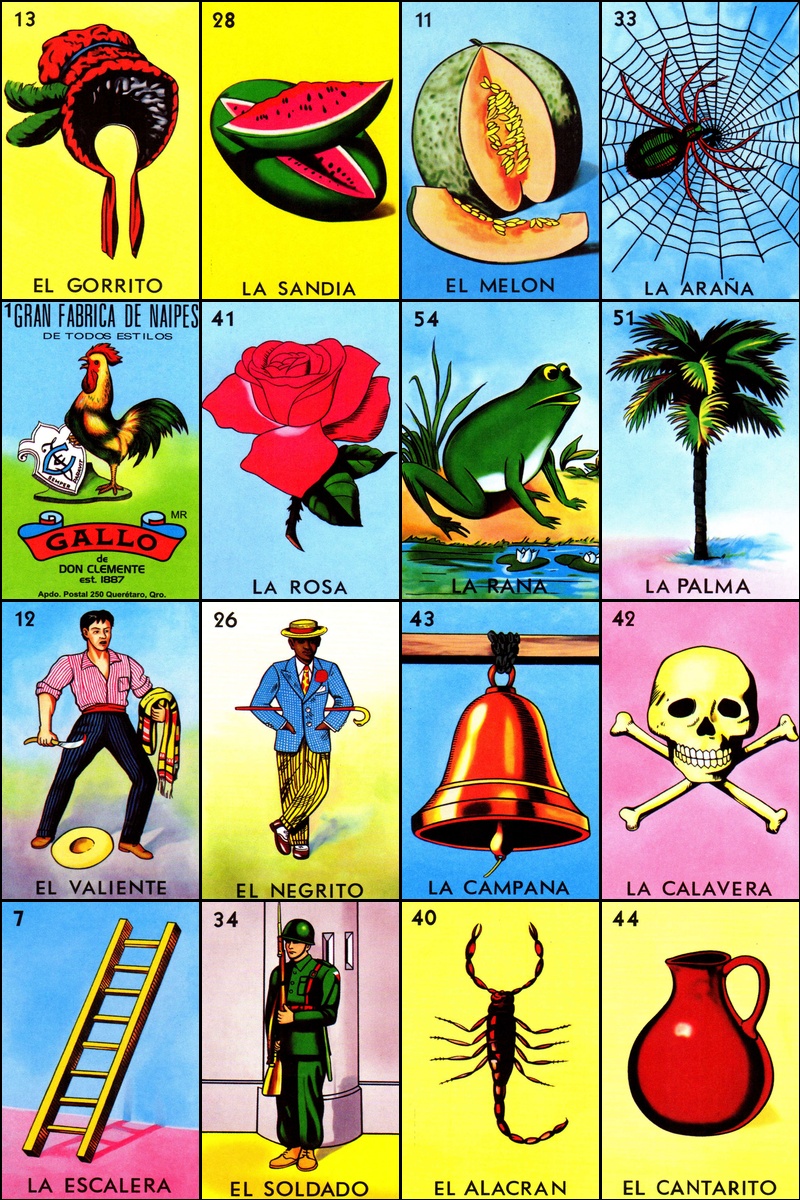 13
EL GORRITO
28
LA SANDIA
11
EL MELON
33
LA ARAÑA
1
GRAN FABRICA DE NAIPES
DE TODOS ESTILOS
SEMPER
MR
GALLO
de
DON CLEMENTE
est. 1887
Apdo. Postal 250 Querétaro, Qro.
41
LA ROSA
54
LA RANA
51
LA PALMA
12
EL VALIENTE
26
EL NEGRITO
43
LA CAMPANA
42
LA CALAVERA
7
LA ESCALERA
34
EL SOLDADO
40
EL ALACRAN
44
EL CANTARITO